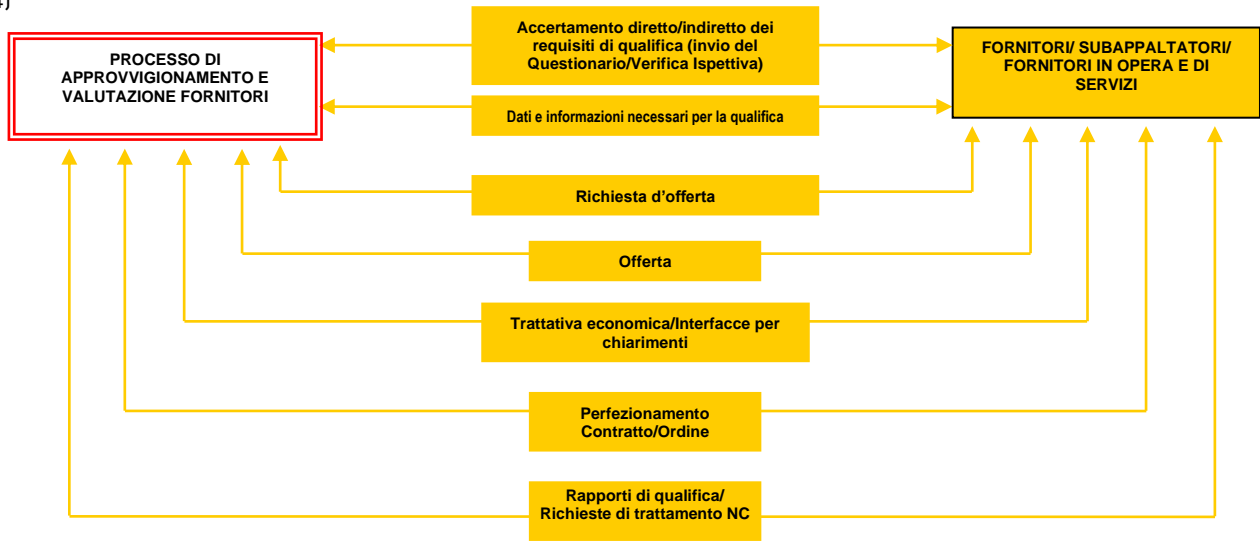 PROCESSO DI
APPROVVIGIONAMENTO E
VALUTAZIONE FORNITORI
Accertamento diretto/indiretto dei
requisiti di qualifica (invio del
Questionario/Verifica Ispettiva)
FORNITORI/ SUBAPPALTATORI/
FORNITORI IN OPERA E DI
SERVIZI
Dati e informazioni necessari per la qualifica
Richiesta d'offerta
Offerta
Trattativa economica/Interfacce per
chiarimenti
Perfezionamento
Contratto/Ordine
Rapporti di qualifica/
Richieste di trattamento NC